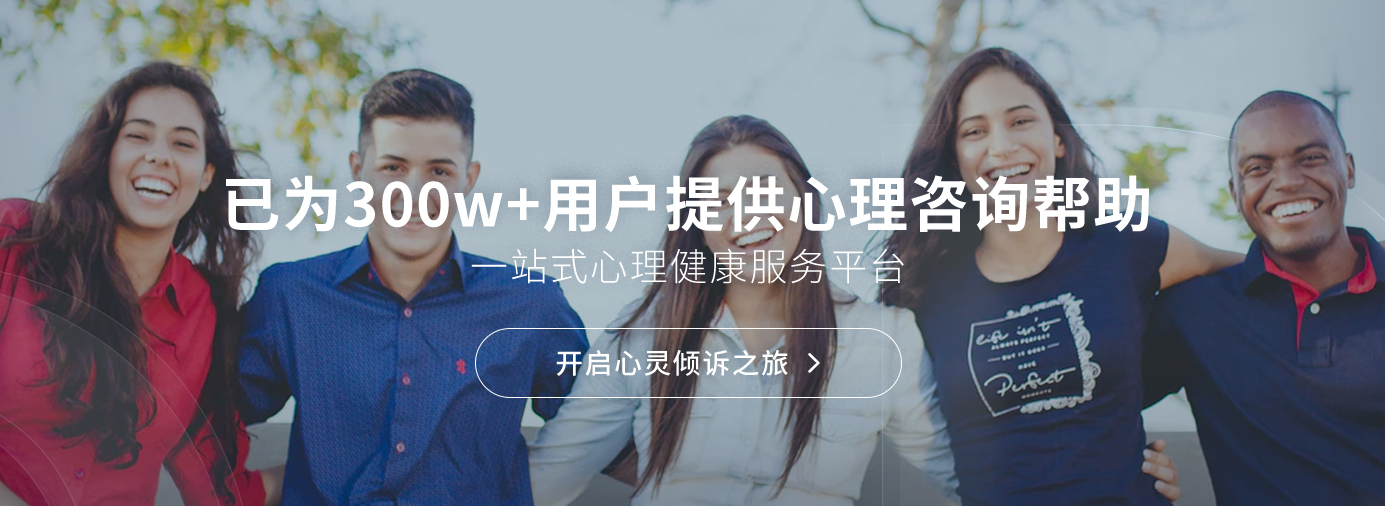 已为300w+用户提供心理咨询帮助
一站式心理健康服务平台
开启心灵倾诉之旅
Life isn't
ALWAYS PERFECT
BUT IT DOES
HAVE
Perfect
MOMENTS